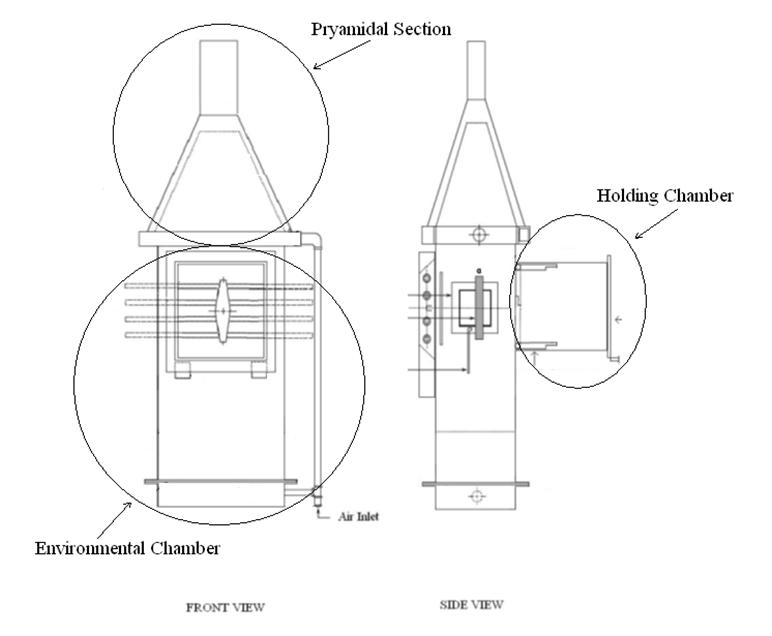 Pryamidal Section
Holding Chamber
Air Inlet
Environmental Chamber
FRONT VIEW
SIDE VIEW